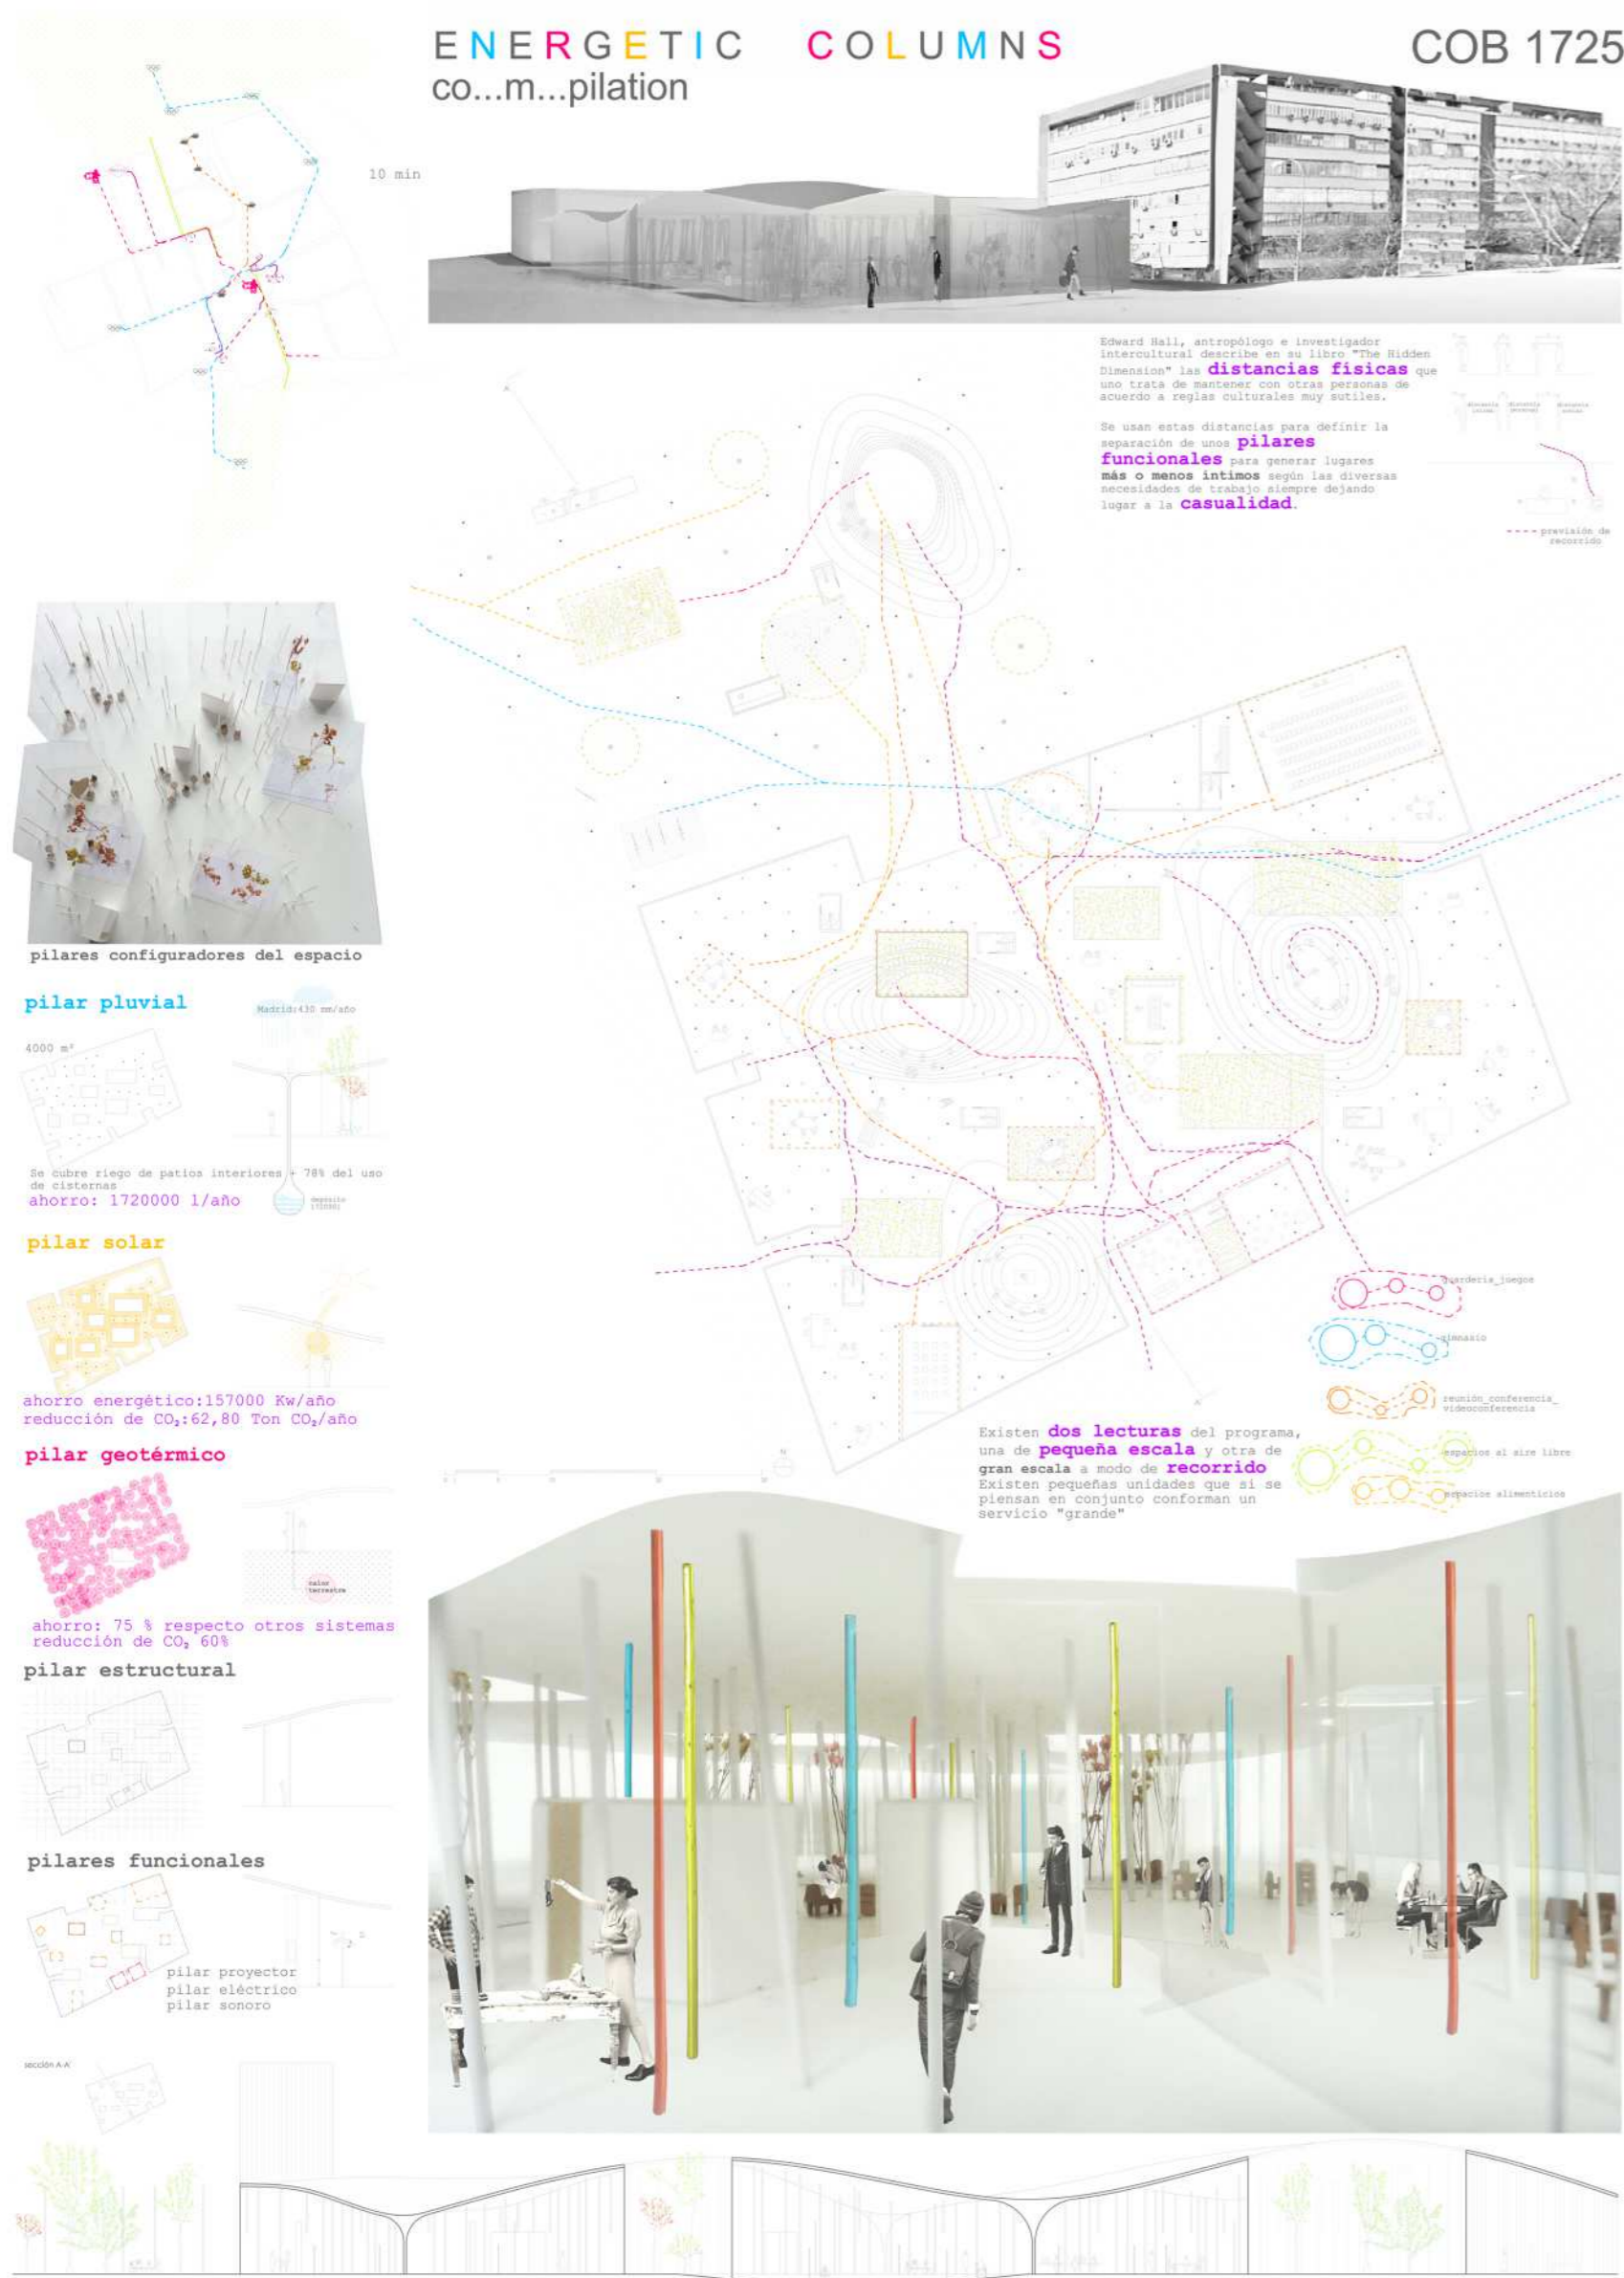 ENERGETIC COLUMNS
co...m...pilation
COB 1725
10 min
Edward Hall, antropólogo e investigador
intercultural describe en su libro "The Hidden
Dimension" las distancias físicas que
uno trata de mantener con otras personas de
acuerdo a reglas culturales muy sutiles.
Se usan estas distancias para definir la
separación de unos pilares
funcionales para generar lugares
más o menos íntimos según las diversas
necesidades de trabajo siempre dejando
lugar a la casualidad.
distancia
distancia
distancia
previsión de
recorrido
pilares configuradores del espacio
pilar pluvial
Madrid:430 mm/año
4000 m²
Se cubre riego de patios interiores + 78% del uso
de cisternas
ahorro: 1720000 l/año
depósito
pilar solar
ahorro energético:157000 Kw/año
reducción de CO₂:62,80 Ton CO₂/año
pilar geotérmico
calor
terrestre
ahorro: 75 % respecto otros sistemas
reducción de CO₂ 60%
pilar estructural
pilares funcionales
pilar proyector
pilar eléctrico
pilar sonoro
sección A-A'
guardería_juegos
gimnasio
reunión_conferencia_
videoconferencia
espacios al aire libre
espacios alimenticios
Existen dos lecturas del programa,
una de pequeña escala y otra de
gran escala a modo de recorrido
Existen pequeñas unidades que si se
piensan en conjunto conforman un
servicio "grande"
N